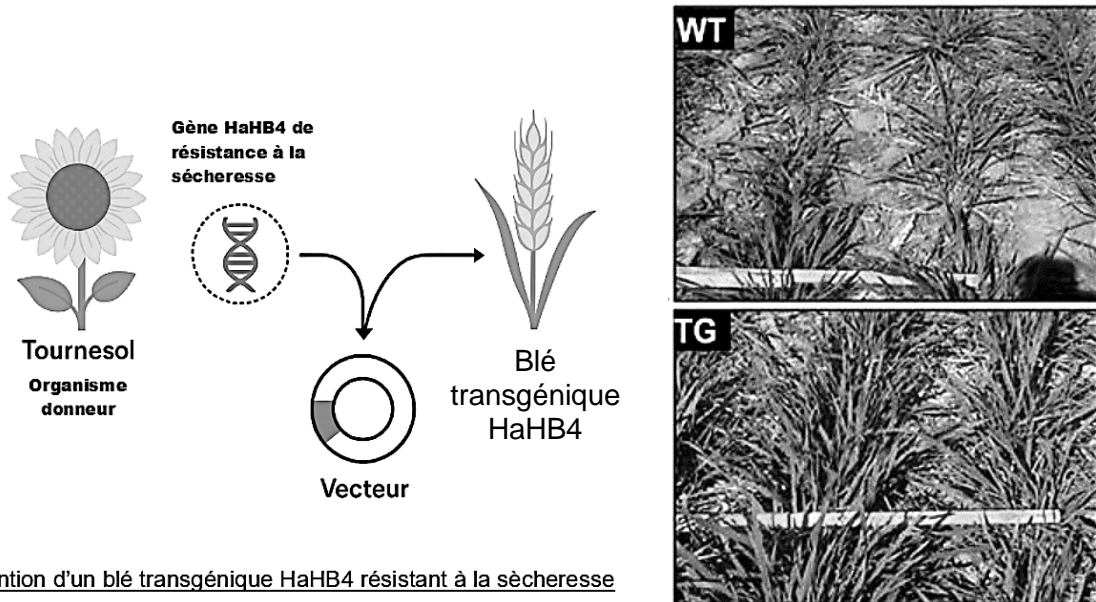 Gène HaHB4 de
résistance à la
sécheresse
Tournesol
Organisme
donneur
Vecteur
Blé
transgénique
HaHB4
WT
TG
d'un blé transgénique HaHB4 résistant à la sècheresse